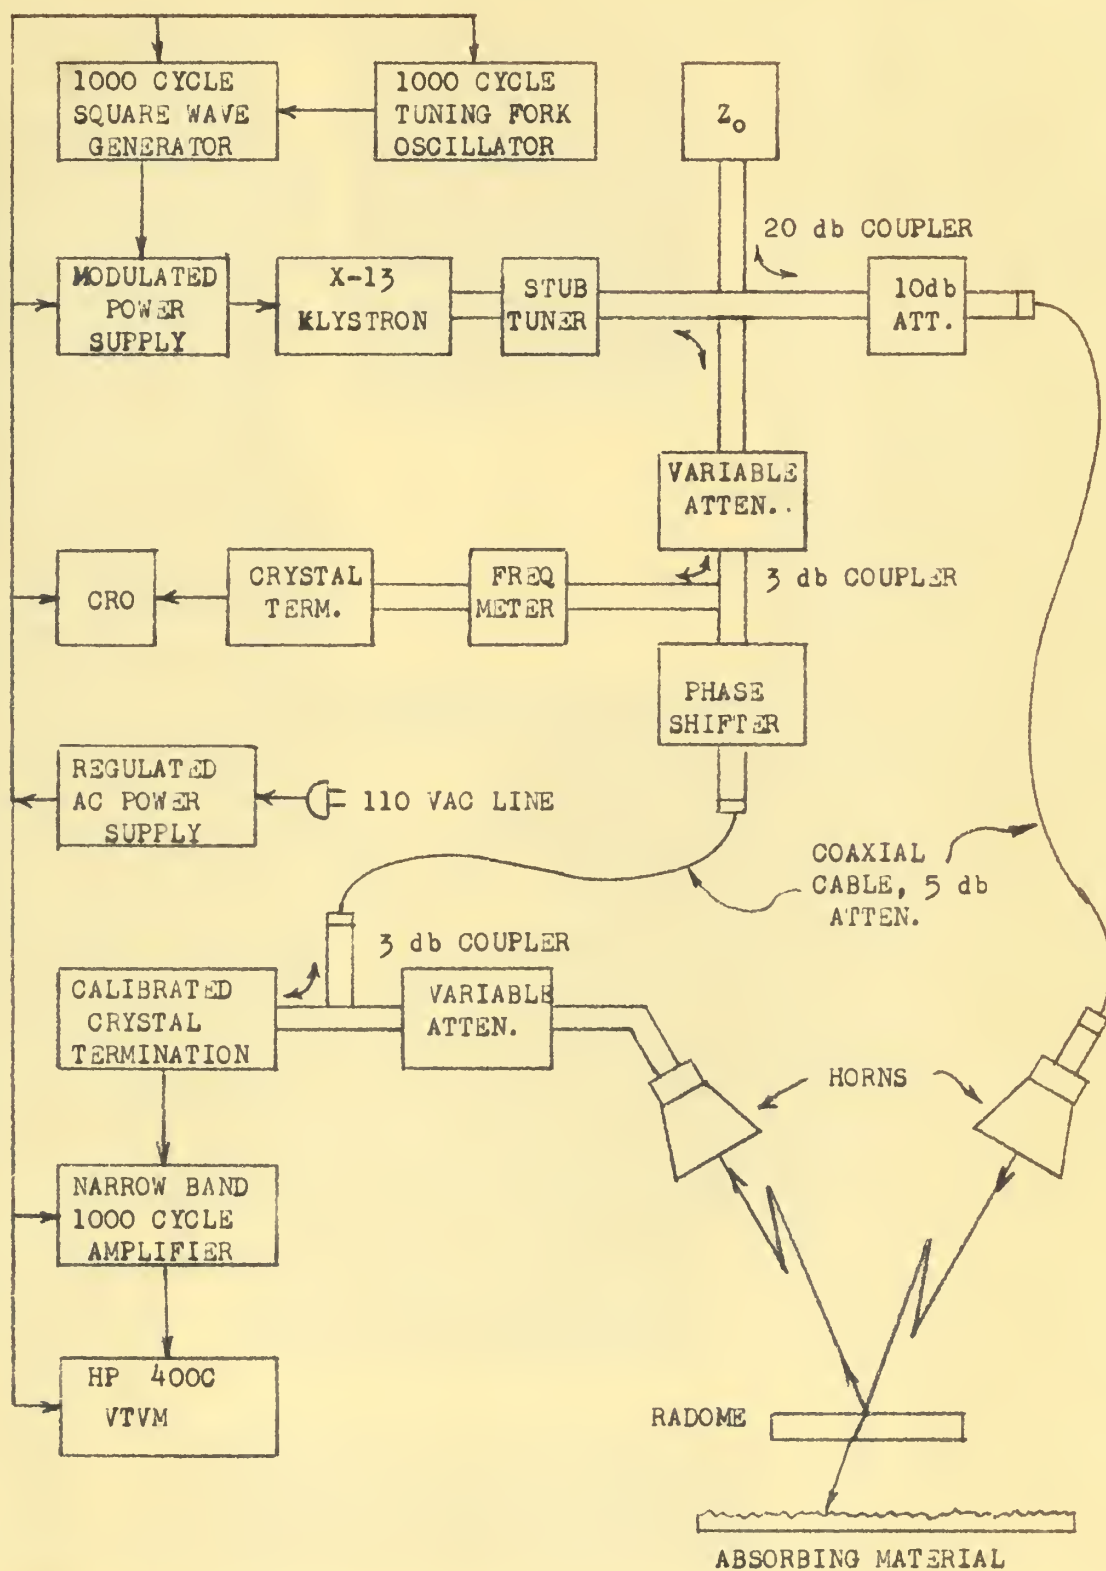 1000 CYCLE
SQUARE WAVE
GENERATOR
1000 CYCLE
TUNING FORK
OSCILLATOR
Zo
20 db COUPLER
MODULATED
POWER
SUPPLY
X-13
KLYSTRON
STUB
TUNER
10db
ATT.
VARIABLE
ATTEN..
3 db COUPLER
CRO
CRYSTAL
TERM.
FREQ
METER
PHASE
SHIFTER
REGULATED
AC POWER
SUPPLY
110 VAC LINE
COAXIAL
CABLE, 5 db
ATTEN.
3 db COUPLER
CALIBRATED
CRYSTAL
TERMINATION
VARIABLE
ATTEN.
HORNS
NARROW BAND
1000 CYCLE
AMPLIFIER
HP 400C
VTVM
RADOME
ABSORBING MATERIAL